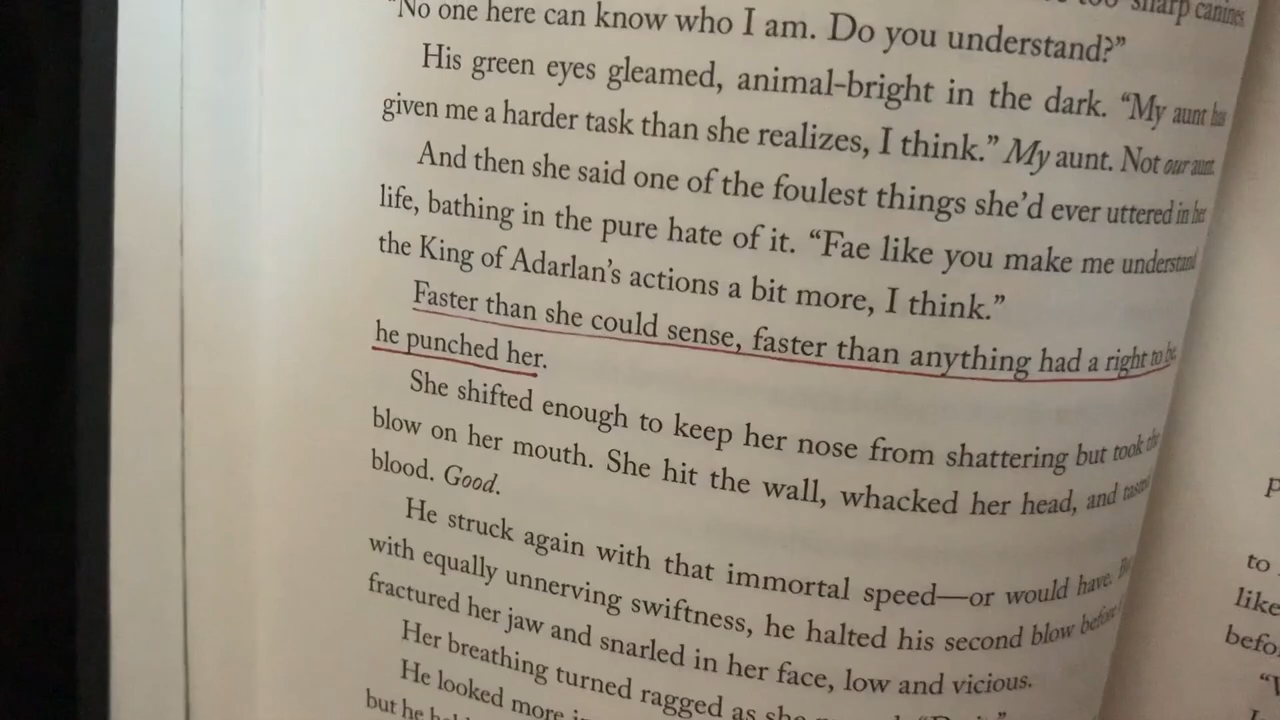 sharp canines
“No one here can know who I am. Do you understand?”
His green eyes gleamed, animal-bright in the dark. “My aunt has
given me a harder task than she realizes, I think.” My aunt. Not our aunt.
And then she said one of the foulest things she’d ever uttered in her
life, bathing in the pure hate of it. “Fae like you make me understand
the King of Adarlan’s actions a bit more, I think.”
Faster than she could sense, faster than anything had a right to be,
he punched her.
She shifted enough to keep her nose from shattering but took the
blow on her mouth. She hit the wall, whacked her head, and tasted
blood. Good.
He struck again with that immortal speed—or would have.
with equally unnerving swiftness, he halted his second blow before
fractured her jaw and snarled in her face, low and vicious.
Her breathing turned ragged as she
He looked more
but he
to
like